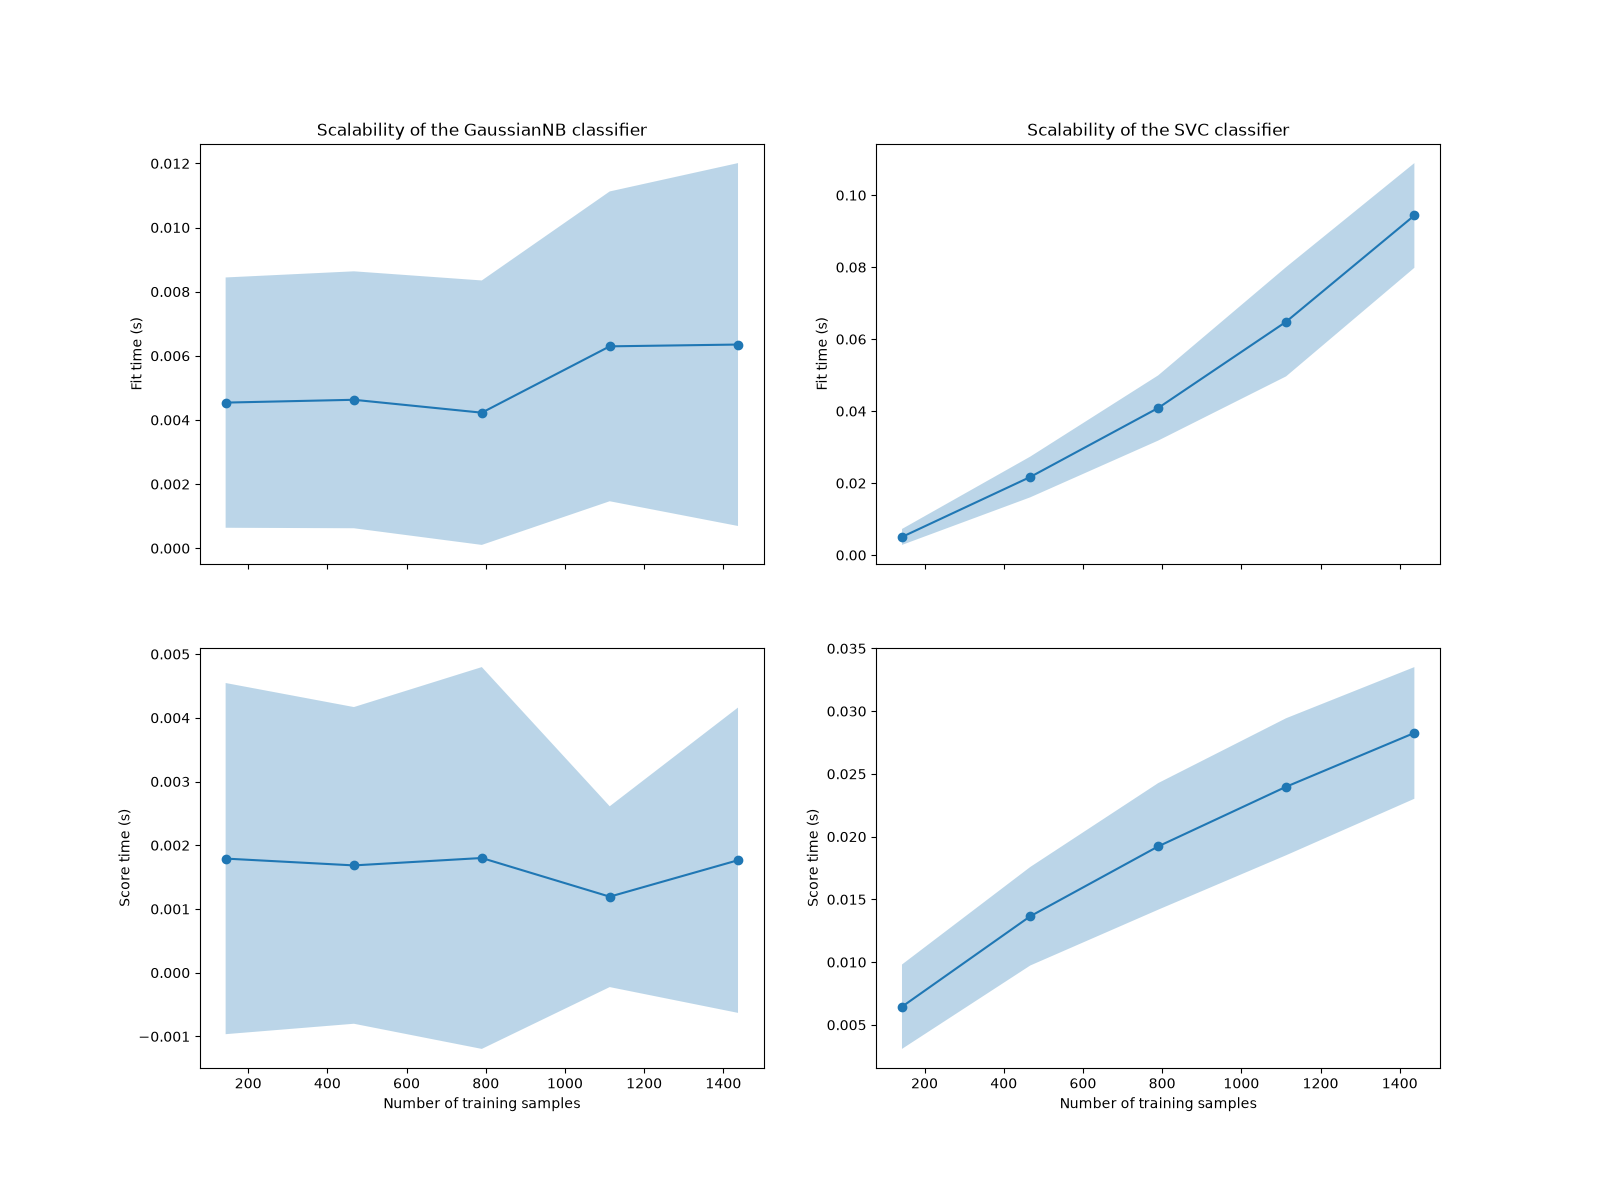 Scalability of the GaussianNB classifier
0.012
0.010
0.008
0.006
0.004
0.002
0.000
Fit time (s)
Scalability of the SVC classifier
0.10
0.08
0.06
0.04
0.02
0.00
Fit time (s)
0.005
0.004
0.003
0.002
0.001
0.000
−0.001
Score time (s)
200 400 600 800 1000 1200 1400
Number of training samples
0.035
0.030
0.025
0.020
0.015
0.010
0.005
Score time (s)
200 400 600 800 1000 1200 1400
Number of training samples